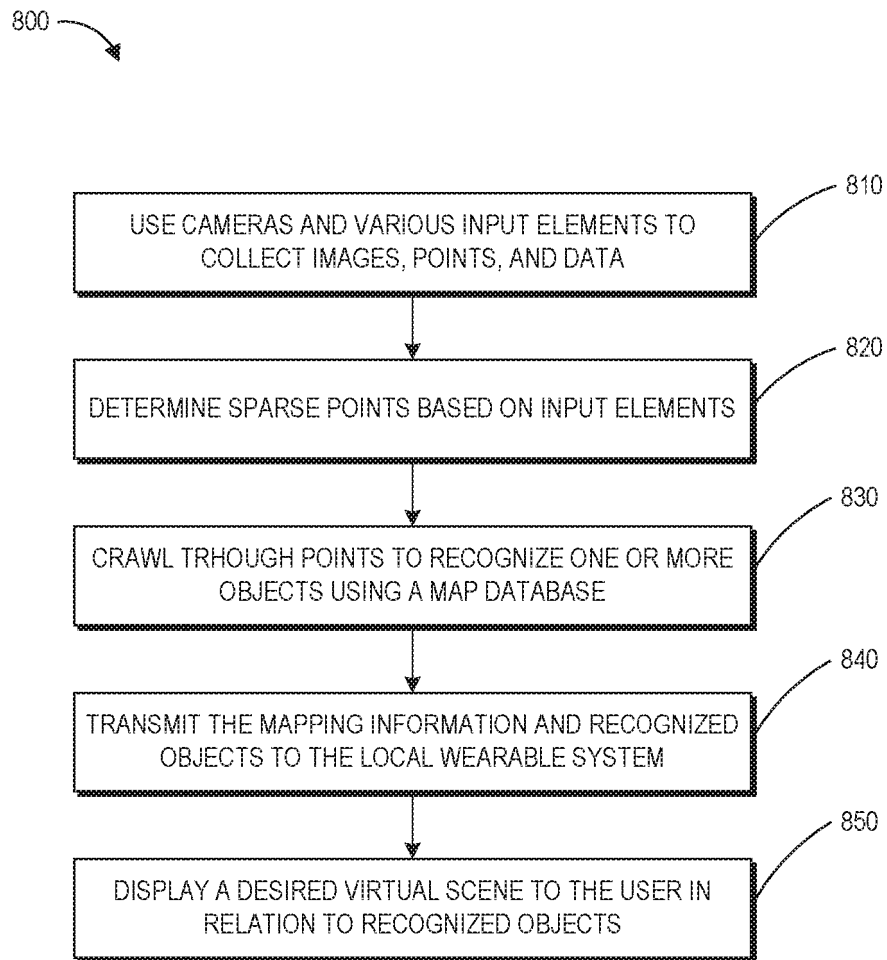 800
810
USE CAMERAS AND VARIOUS INPUT ELEMENTS TO
COLLECT IMAGES, POINTS, AND DATA
820
DETERMINE SPARSE POINTS BASED ON INPUT ELEMENTS
830
CRAWL TRHOUGH POINTS TO RECOGNIZE ONE OR MORE
OBJECTS USING A MAP DATABASE
840
TRANSMIT THE MAPPING INFORMATION AND RECOGNIZED
OBJECTS TO THE LOCAL WEARABLE SYSTEM
850
DISPLAY A DESIRED VIRTUAL SCENE TO THE USER IN
RELATION TO RECOGNIZED OBJECTS